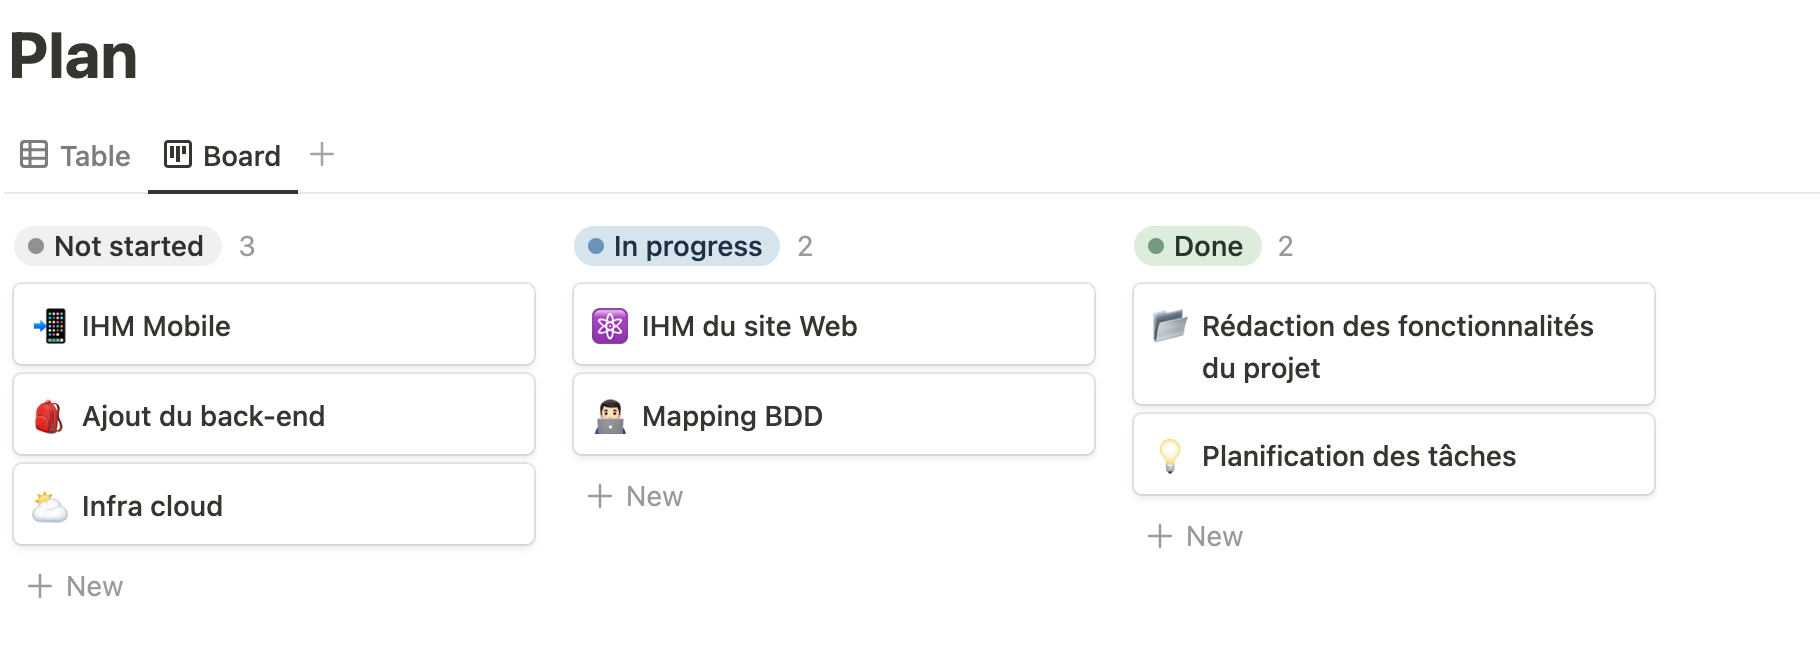 Plan
Table Board
Not started 3
IHM Mobile
Ajout du back-end
Infra cloud
New
In progress 2
IHM du site Web
Mapping BDD
New
Done 2
Rédaction des fonctionnalités
du projet
Planification des tâches
New